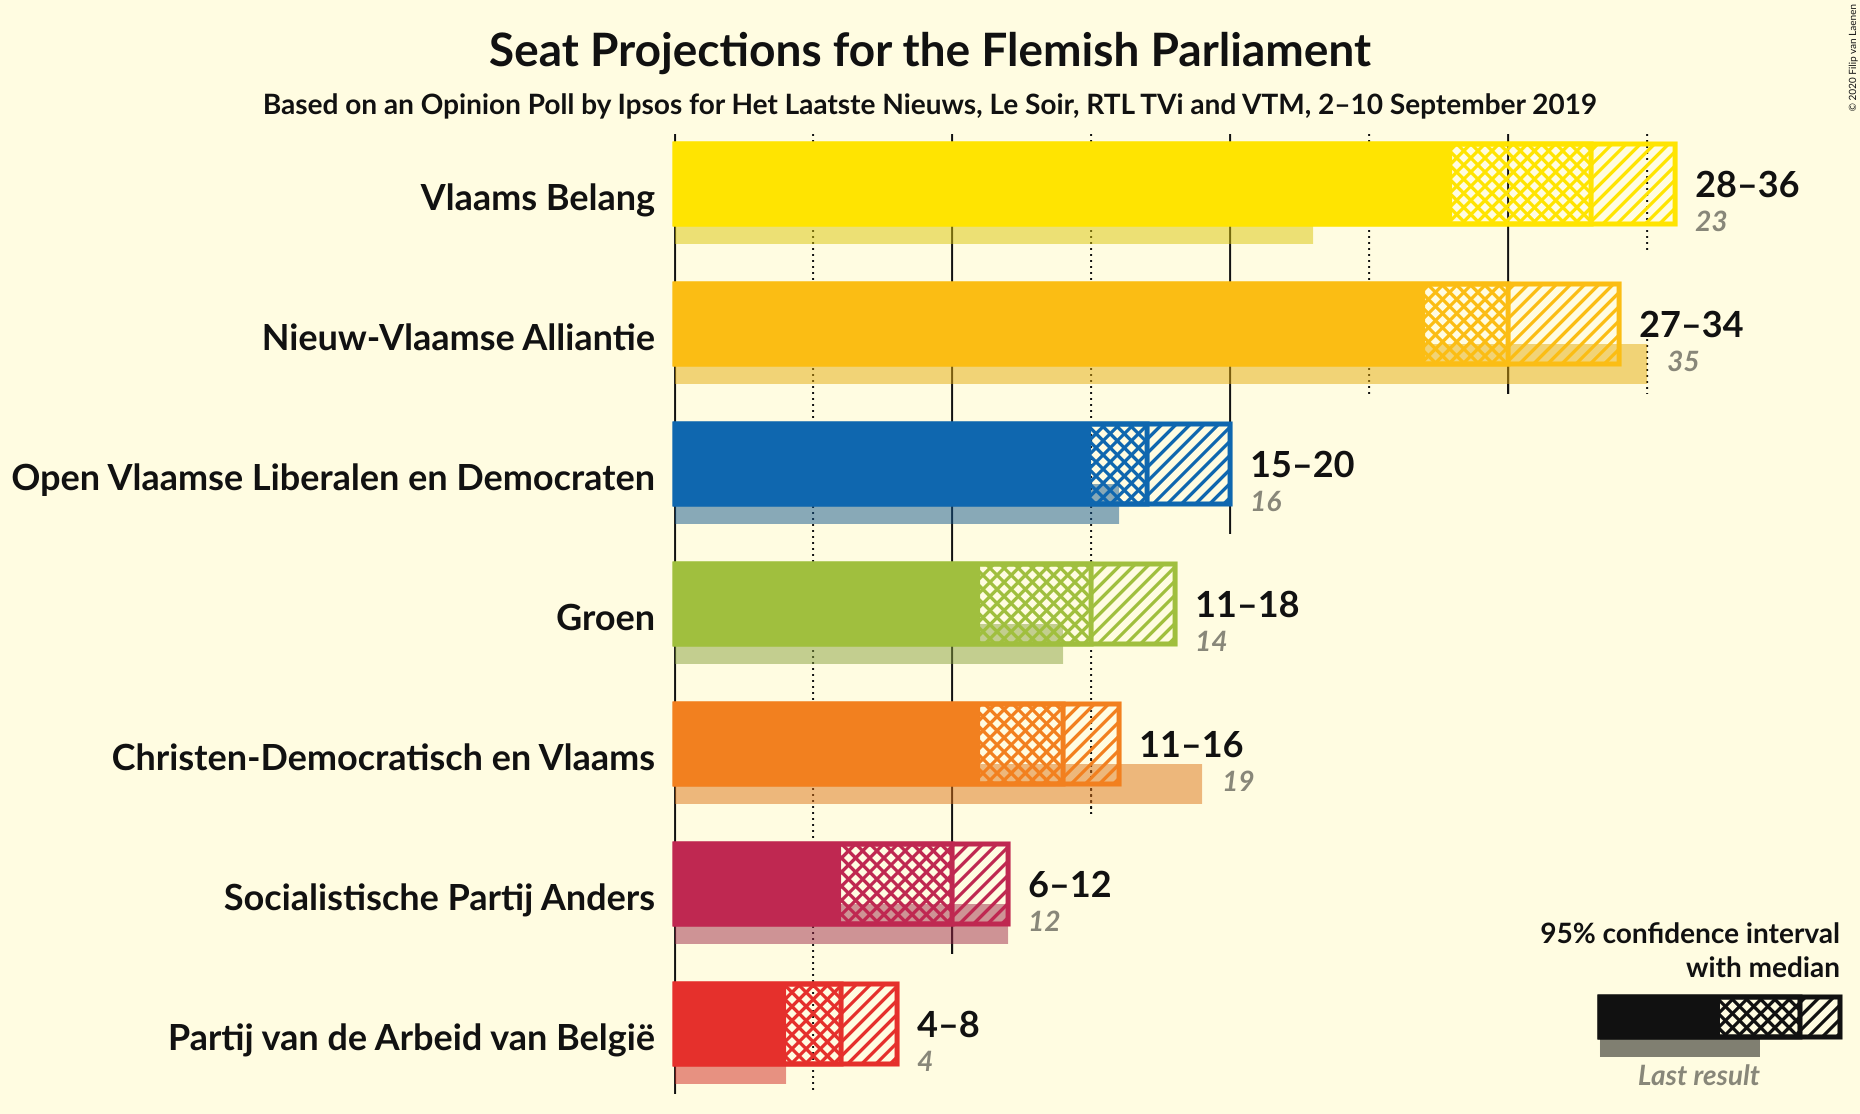 Seat Projections for the Flemish Parliament
Based on an Opinion Poll by Ipsos for Het Laatste Nieuws, Le Soir, RTL TVi and VTM, 2–10 September 2019
© 2020 Filip van Laenen
Vlaams Belang
28–36
23
Nieuw-Vlaamse Alliantie
27–34
35
Open Vlaamse Liberalen en Democraten
15–20
16
Groen
11–18
14
Christen-Democratisch en Vlaams
11–16
19
Socialistische Partij Anders
6–12
12
Partij van de Arbeid van België
4–8
4
95% confidence interval
with median
Last result